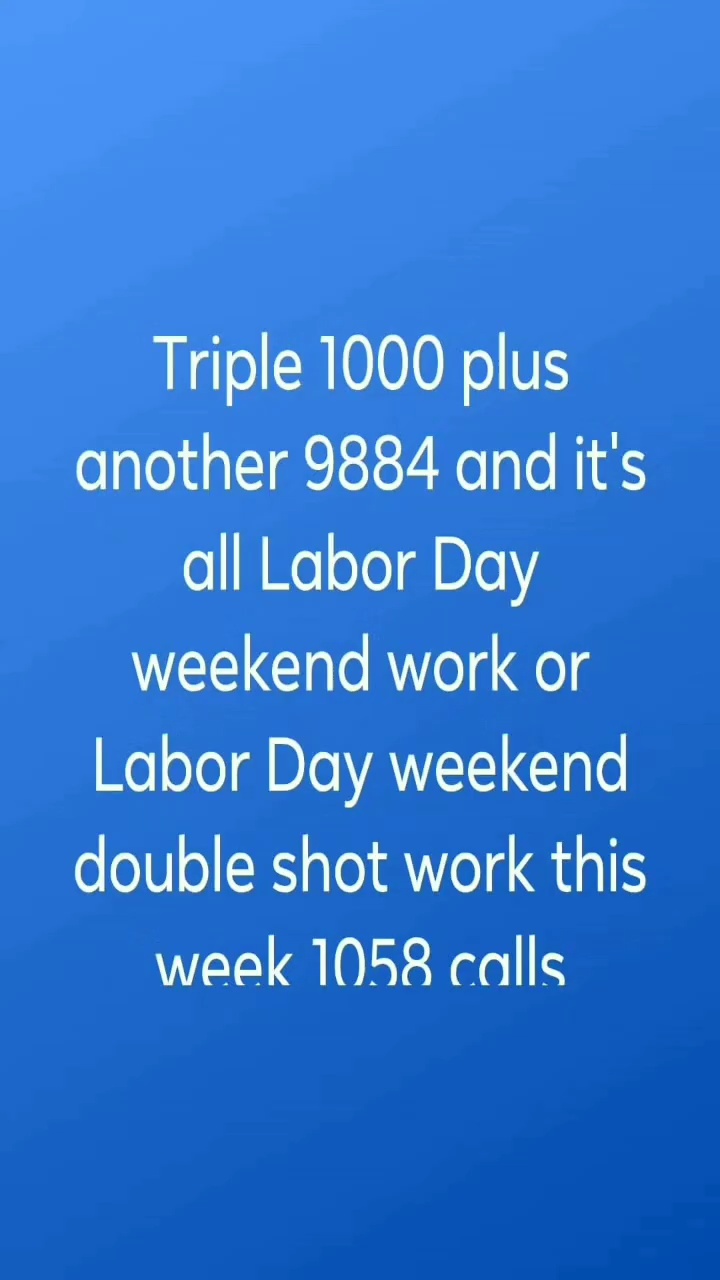 Triple 1000 plus
another 9884 and it's
all Labor Day
weekend work or
Labor Day weekend
double shot work this
week 1058 calls